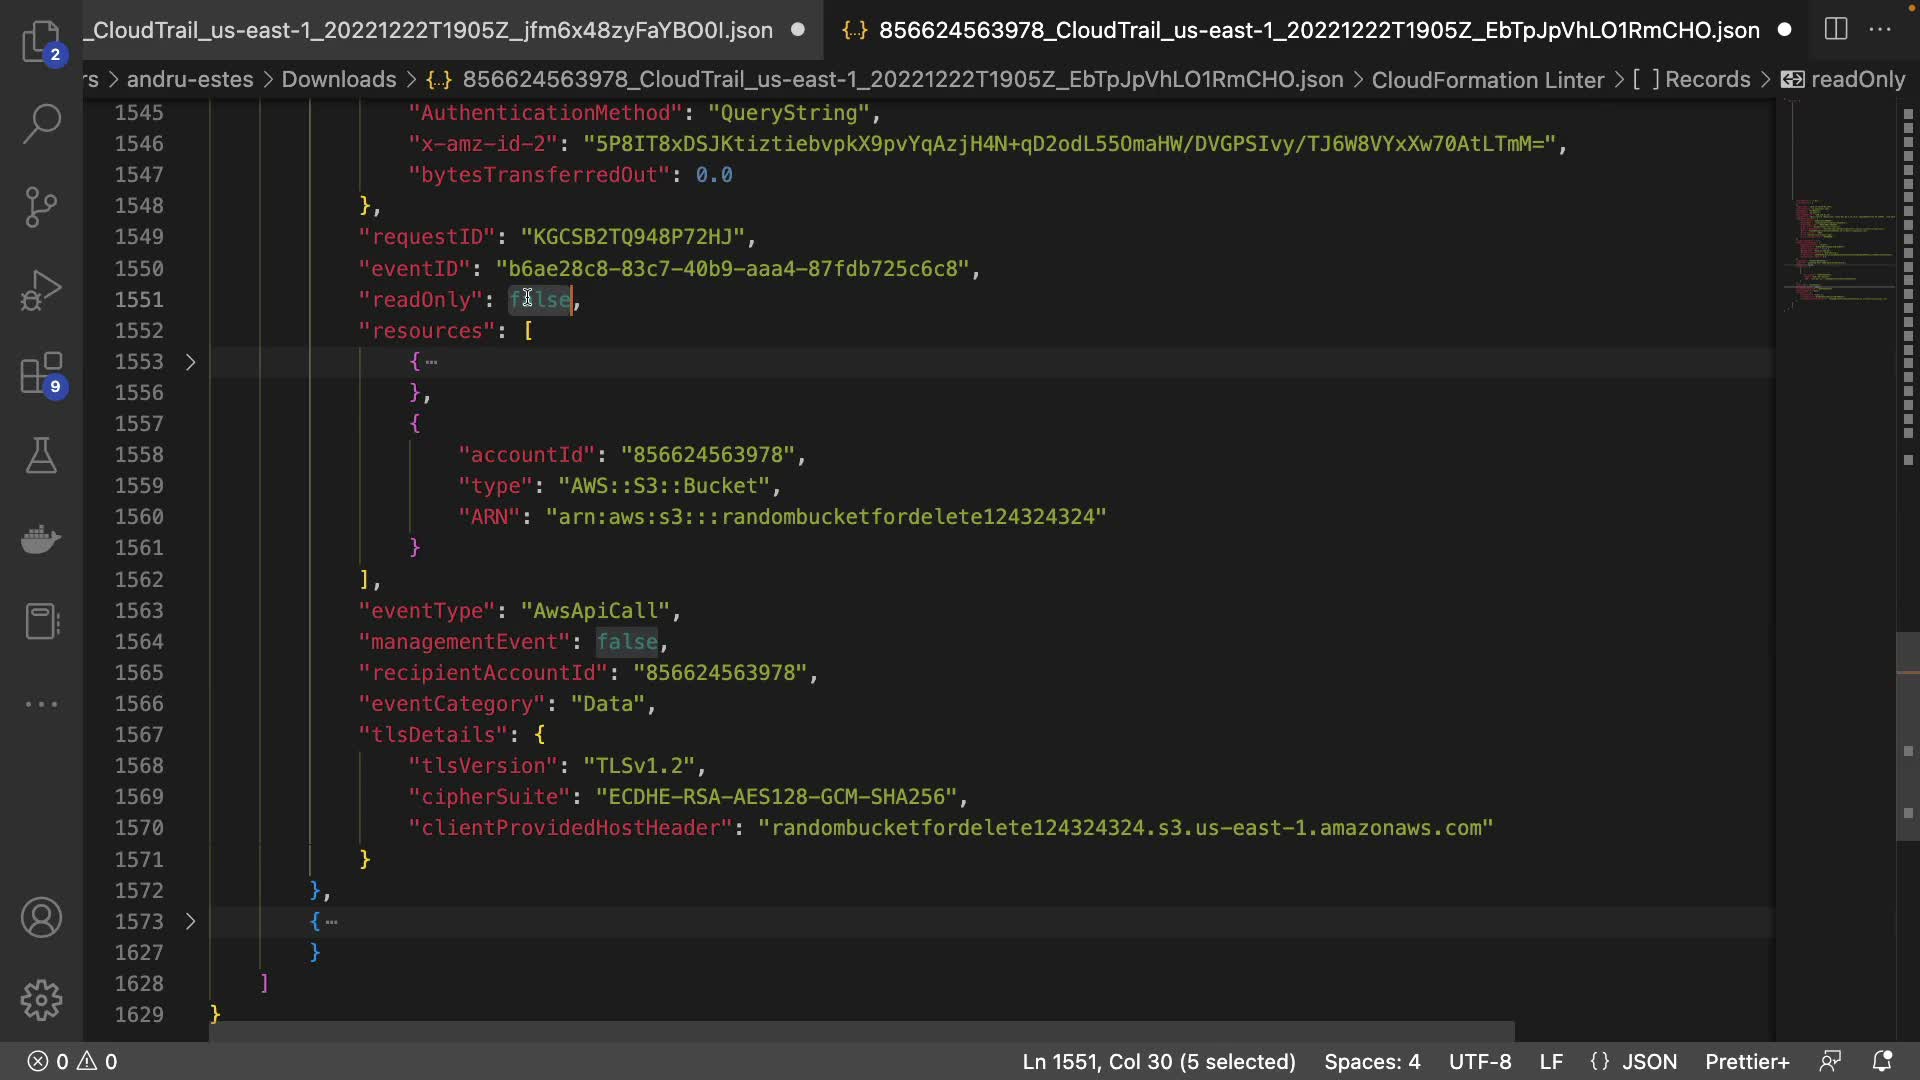 _CloudTrail_us-east-1_20221222T1905Z_jfm6x48zyFaYBO0I.json
{..} 856624563978_CloudTrail_us-east-1_20221222T1905Z_EbTpJpVhLO1RmCHO.json
rs > andru-estes > Downloads > {..} 856624563978_CloudTrail_us-east-1_20221222T1905Z_EbTpJpVhLO1RmCHO.json > CloudFormation Linter > [ ] Records > readOnly
2
9
1545 "AuthenticationMethod": "QueryString",
1546 "x-amz-id-2": "5P8IT8xDSJKtiztiebvpkX9pvYqAzjH4N+qD2odL55OmaHW/DVGPSIvy/TJ6W8VYxXw70AtLTmM=",
1547 "bytesTransferredOut": 0.0
1548 },
1549 "requestID": "KGCSB2TQ948P72HJ",
1550 "eventID": "b6ae28c8-83c7-40b9-aaa4-87fdb725c6c8",
1551 "readOnly": false,
1552 "resources": [
1553 > { ⋯
1556 },
1557 {
1558 "accountId": "856624563978",
1559 "type": "AWS::S3::Bucket",
1560 "ARN": "arn:aws:s3:::randombucketfordelete124324324"
1561 }
1562 ],
1563 "eventType": "AwsApiCall",
1564 "managementEvent": false,
1565 "recipientAccountId": "856624563978",
1566 "eventCategory": "Data",
1567 "tlsDetails": {
1568 "tlsVersion": "TLSv1.2",
1569 "cipherSuite": "ECDHE-RSA-AES128-GCM-SHA256",
1570 "clientProvidedHostHeader": "randombucketfordelete124324324.s3.us-east-1.amazonaws.com"
1571 }
1572 },
1573 > { ⋯
1627 }
1628 ]
1629 }
0 0 Ln 1551, Col 30 (5 selected) Spaces: 4 UTF-8 LF {} JSON Prettier+